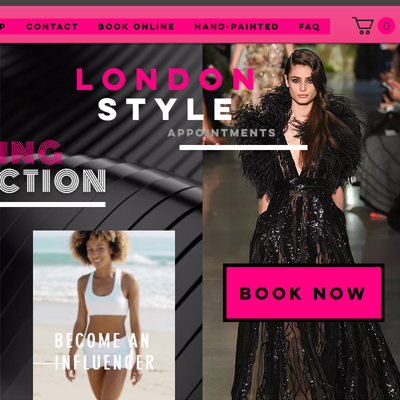 P CONTACT BOOK ONLINE HAND-PAINTED FAQ 0
LONDON
STYLE
APPOINTMENTS
ING
CTION
BOOK NOW
BECOME AN
INFLUENCER